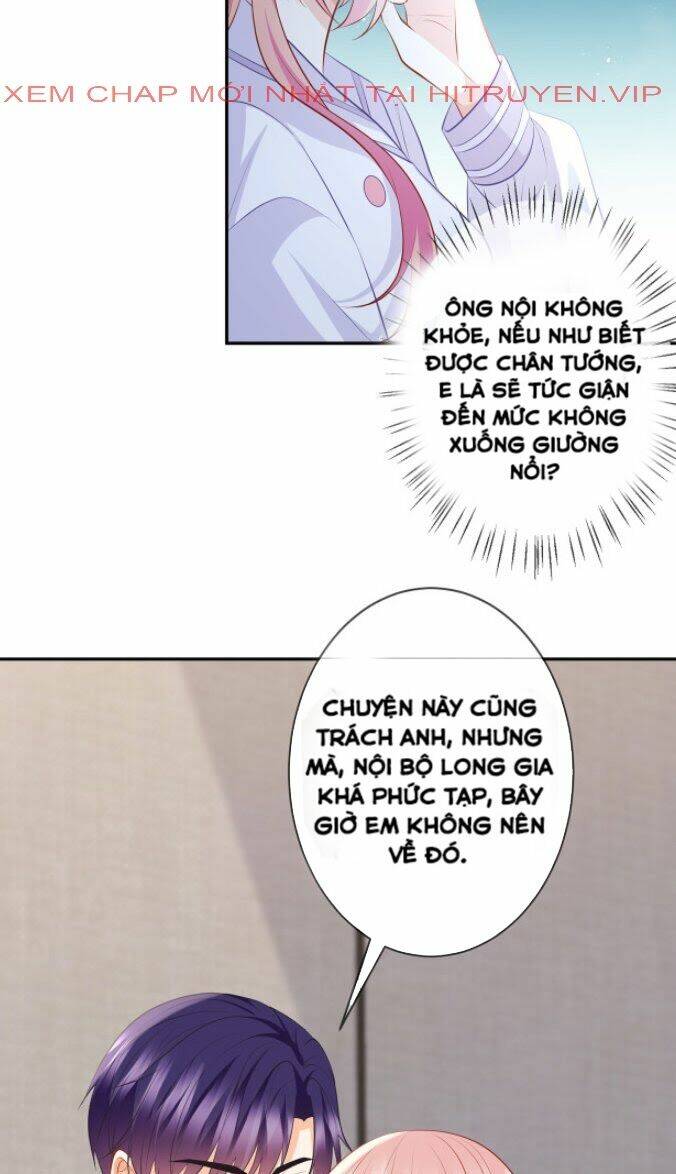 XEM CHAP MỚI NHẤT TẠI HITRUYEN.VIP
ÔNG NỘI KHÔNG
KHỎE, NẾU NHƯ BIẾT
ĐƯỢC CHÂN TƯỚNG,
E LÀ SẼ TỨC GIẬN
ĐẾN MỨC KHÔNG
XUỐNG GIƯỜNG
NỔI?
CHUYỆN NÀY CŨNG
TRÁCH ANH, NHƯNG
MÀ, NỘI BỘ LONG GIA
KHÁ PHỨC TẠP, BÂY
GIỜ EM KHÔNG NÊN
VỀ ĐÓ.